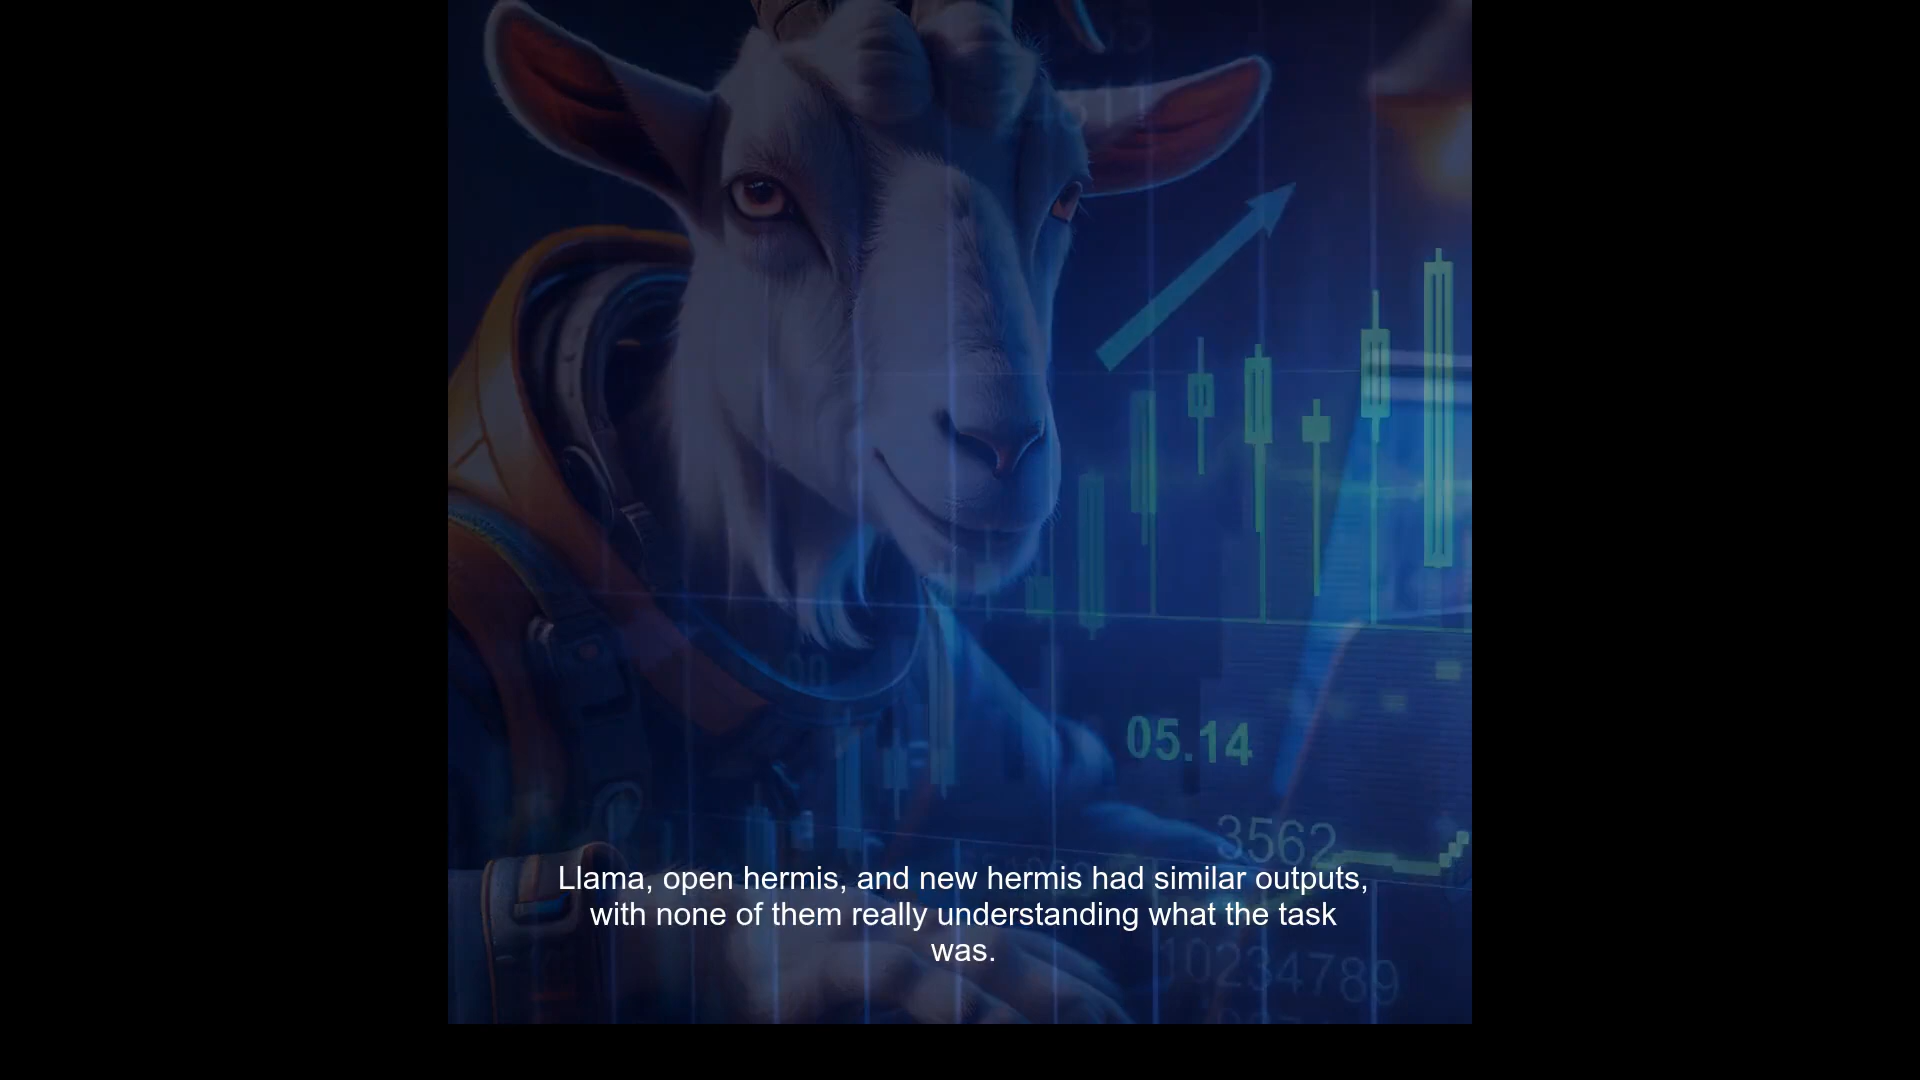 05.14
3562
Llama, open hermis, and new hermis had similar outputs,
with none of them really understanding what the task
was.
10234789